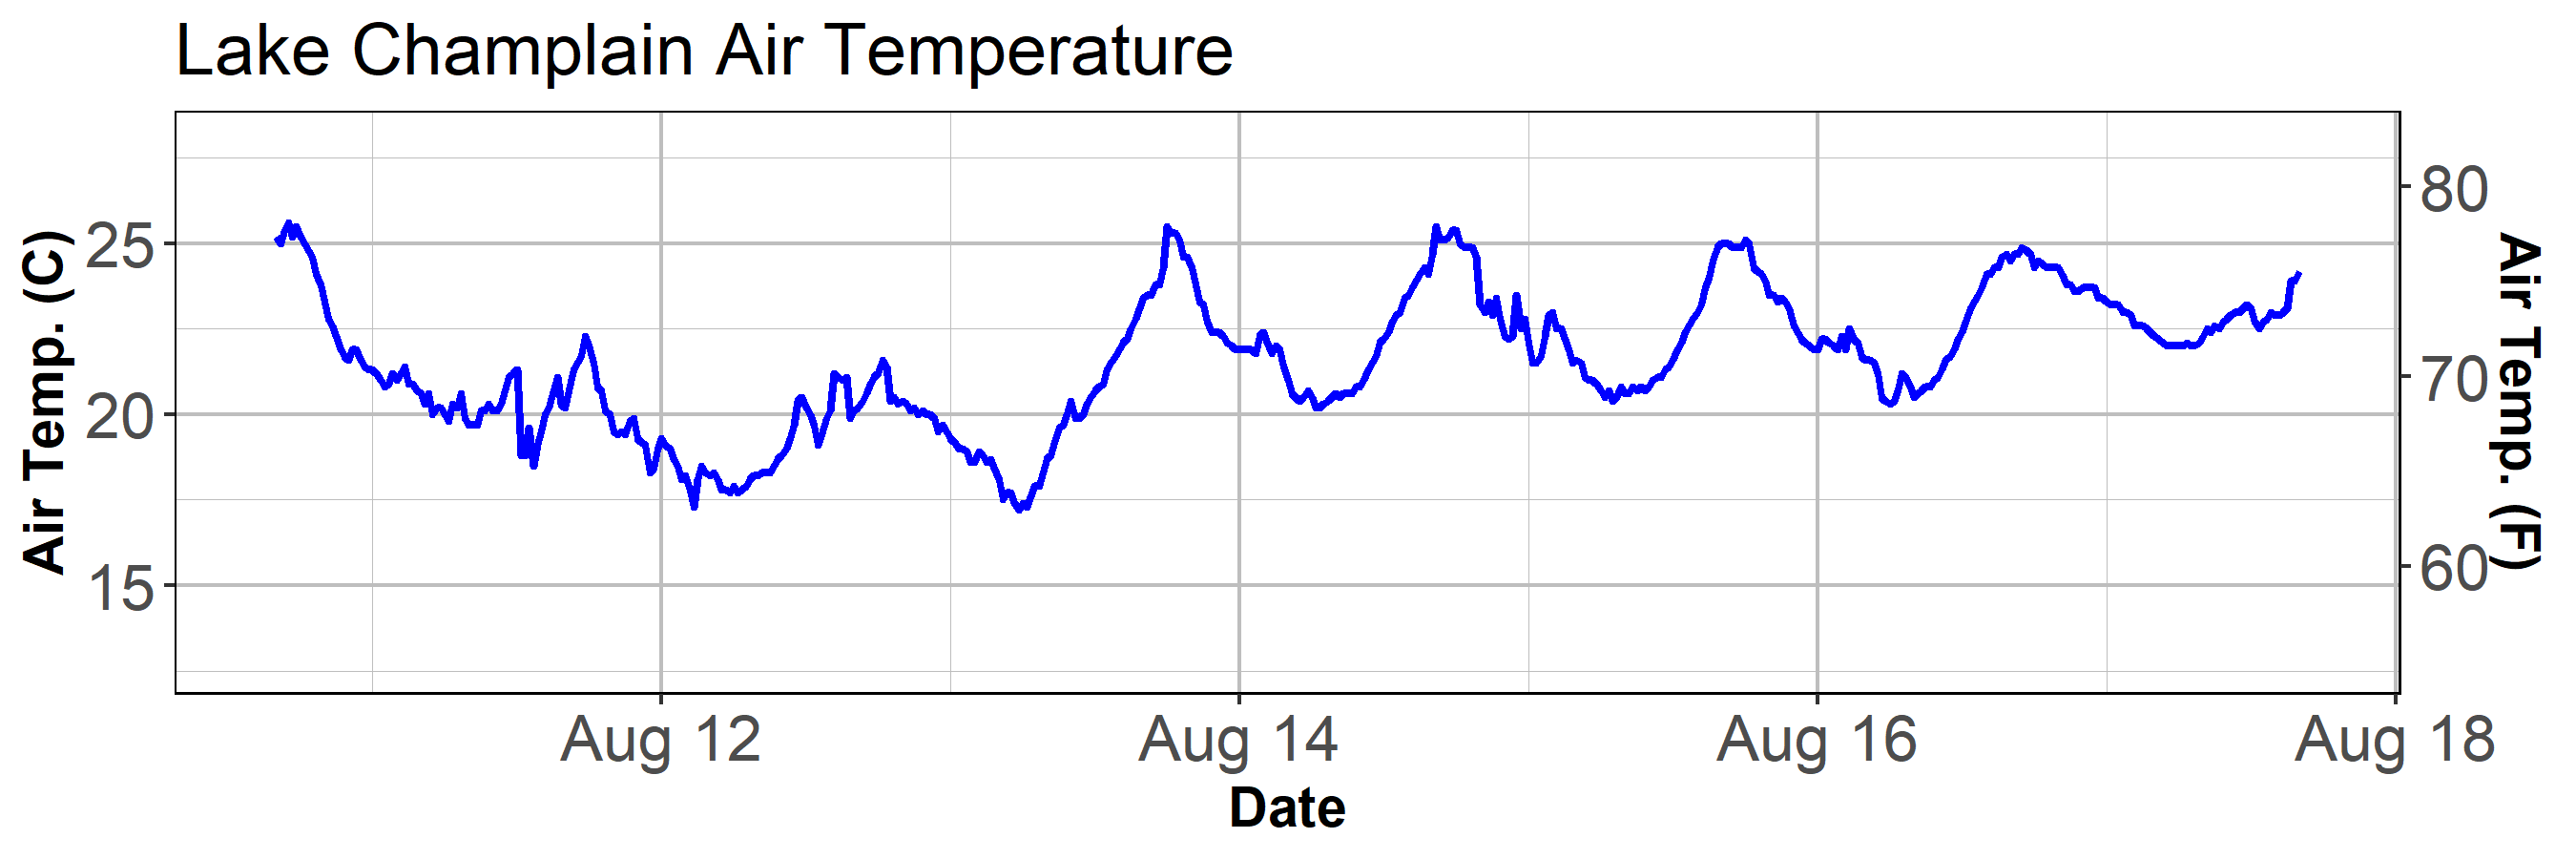 Lake Champlain Air Temperature
Air Temp. (C)
25
20
15
80
70
60
Air Temp. (F)
Aug 12 Aug 14 Aug 16 Aug 18
Date